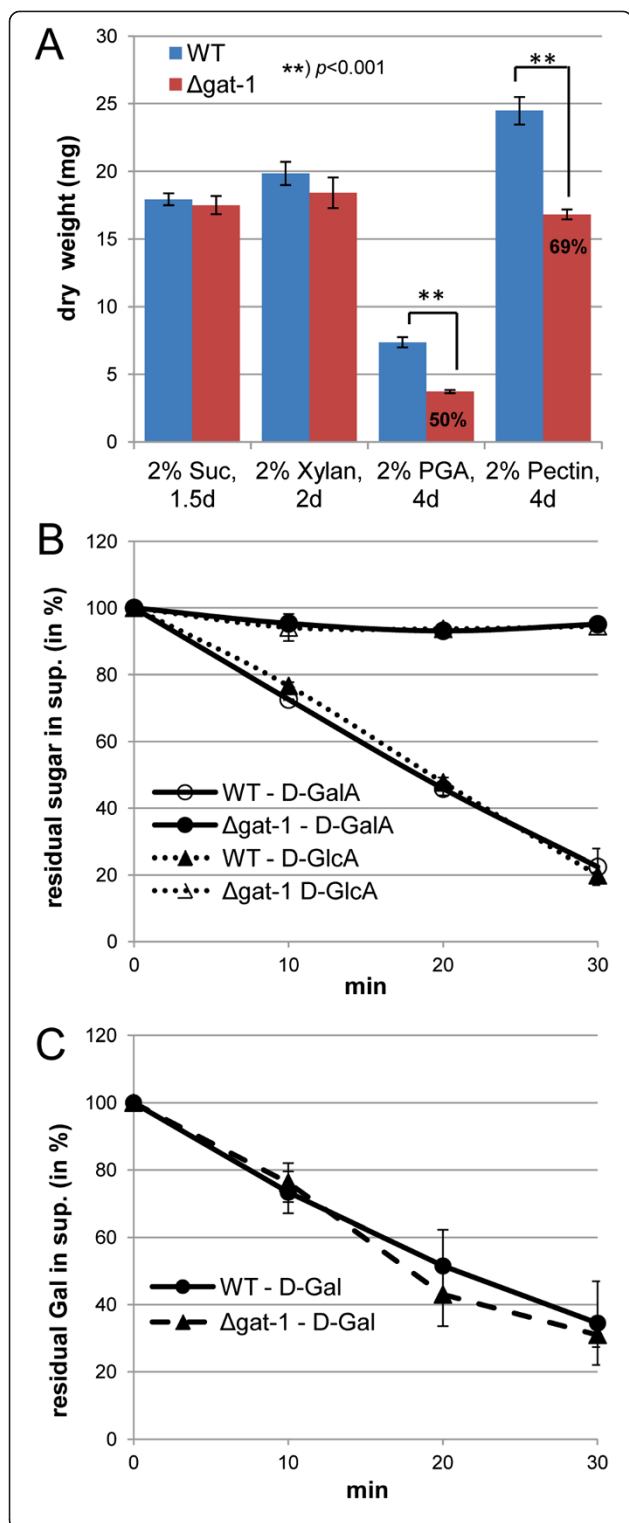 A
WT
Δgat-1
**) p<0.001
**
**
69%
50%
30
25
20
15
10
5
0
dry weight (mg)
2% Suc, 1.5d
2% Xylan, 2d
2% PGA, 4d
2% Pectin, 4d
B
120
100
80
60
40
20
0
residual sugar in sup. (in %)
WT - D-GalA
Δgat-1 - D-GalA
WT - D-GlcA
Δgat-1 D-GlcA
0 10 20 30
min
C
120
100
80
60
40
20
0
residual Gal in sup. (in %)
WT - D-Gal
Δgat-1 - D-Gal
0 10 20 30
min